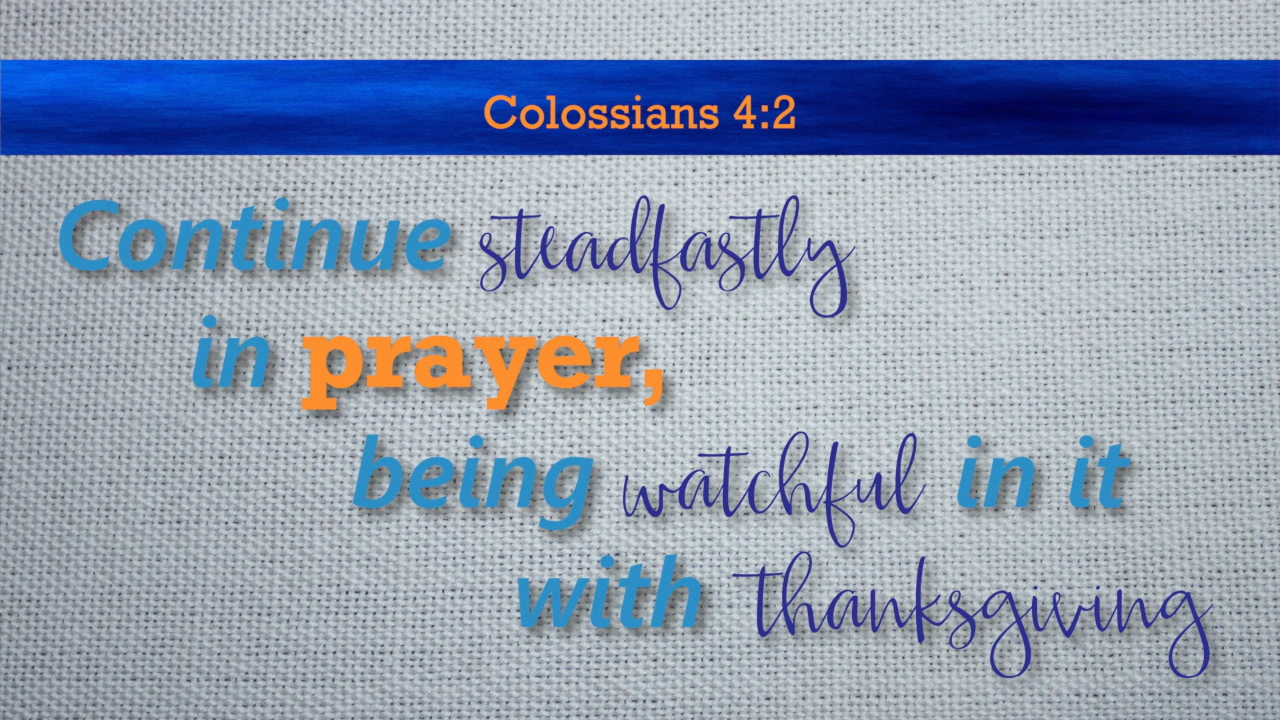 Colossians 4:2
Continue steadfastly
in prayer,
being watchful in it
with thanksgiving